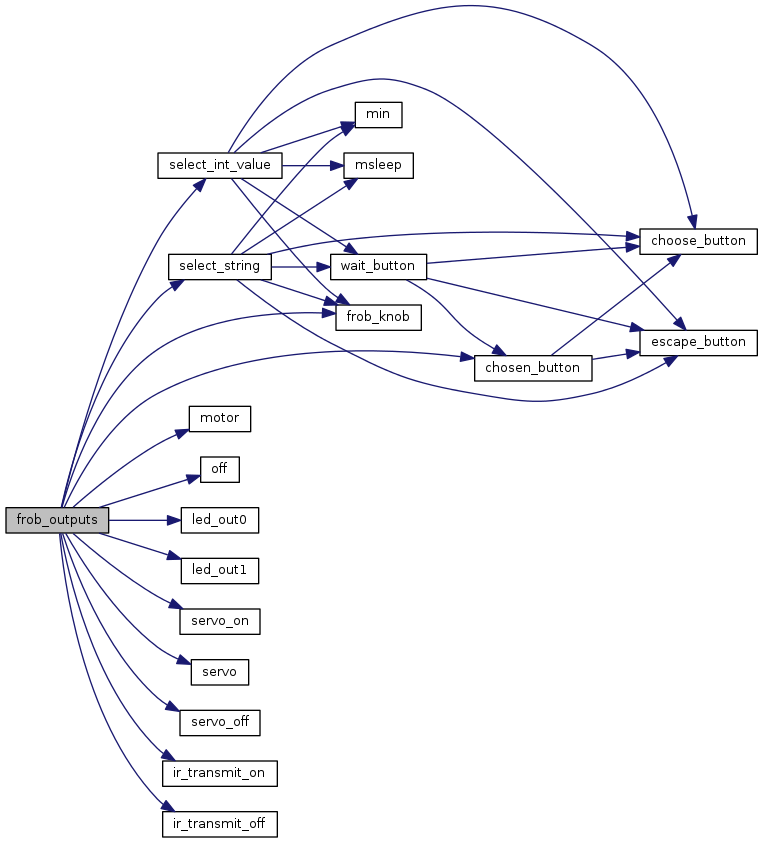 min
select_int_value
msleep
choose_button
select_string
wait_button
frob_knob
escape_button
chosen_button
motor
off
frob_outputs
led_out0
led_out1
servo_on
servo
servo_off
ir_transmit_on
ir_transmit_off